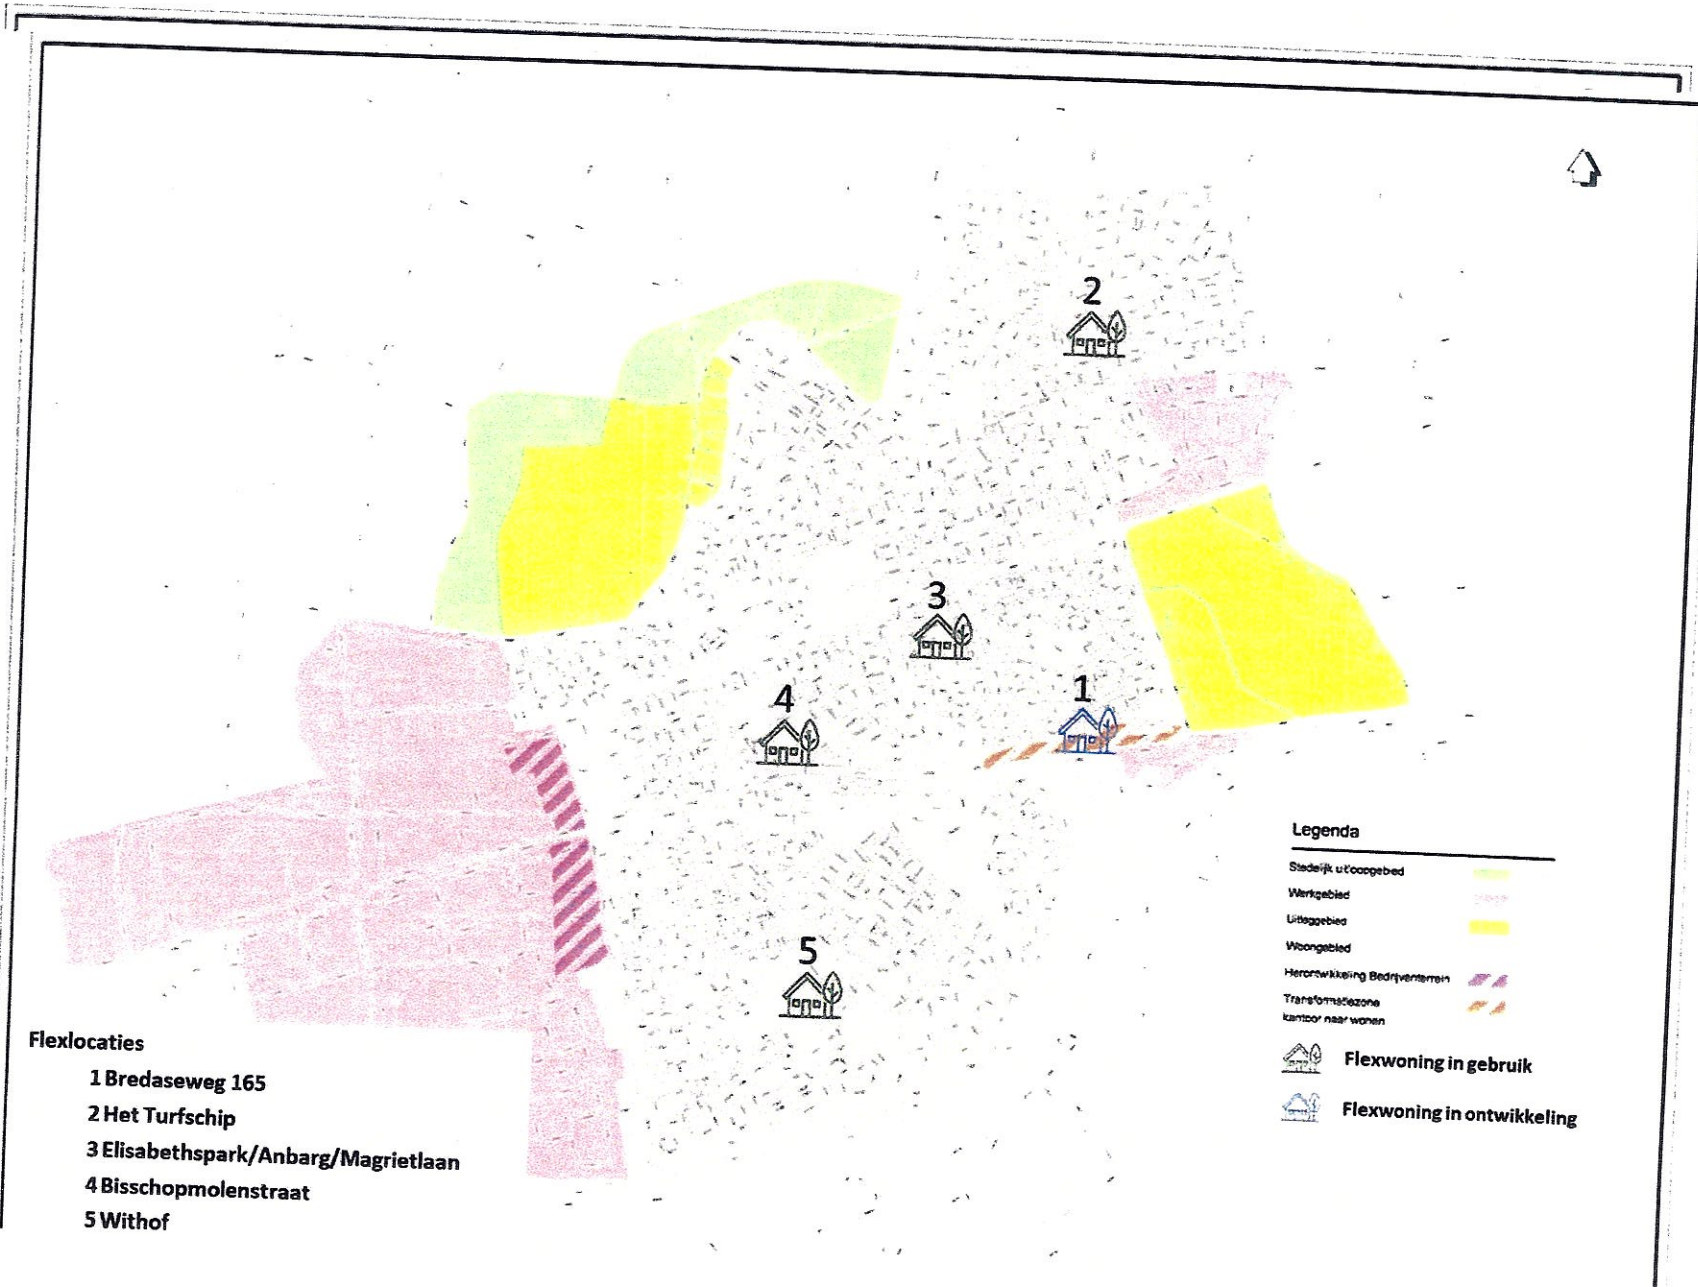 2
3
4
1
5
Legenda
Stedelijk uitloopgebied
Werkgebied
Uitleggebied
Woongebied
Herontwikkeling Bedrijventerrein
Transformatiezone
kantoor naar wonen
Flexwoning in gebruik
Flexwoning in ontwikkeling
Flexlocaties
1 Bredaseweg 165
2 Het Turfschip
3 Elisabethspark/Anbarg/Magrietlaan
4 Bisschopmolenstraat
5 Withof